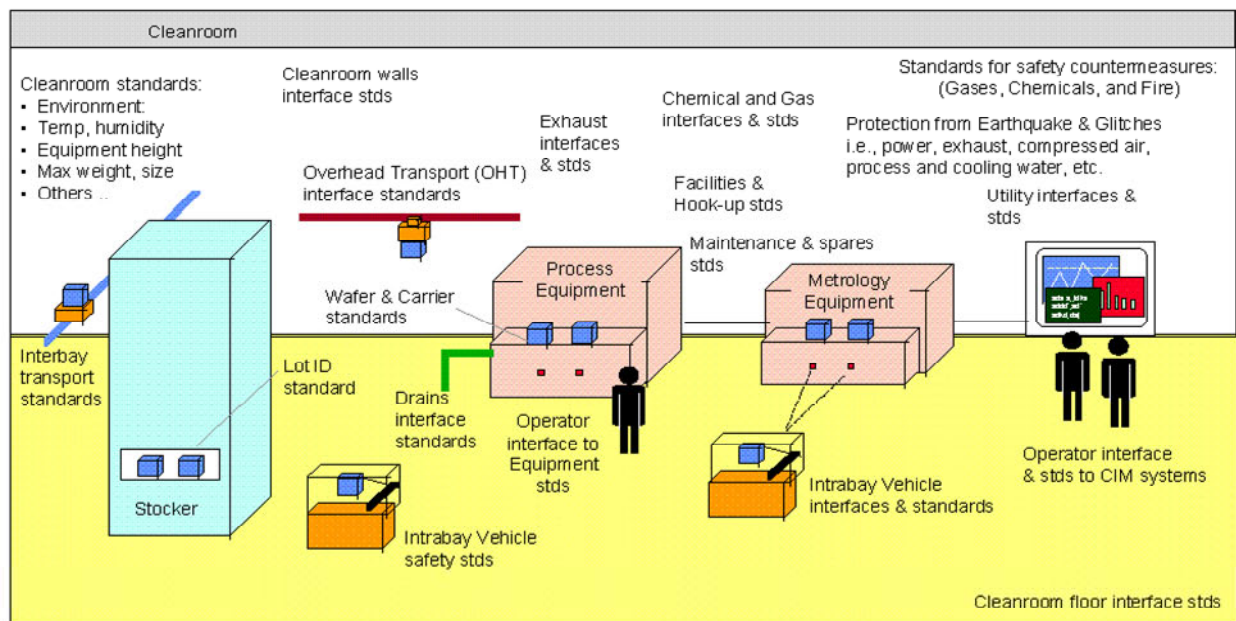 Cleanroom
Cleanroom standards:
▪ Environment:
▪ Temp, humidity
▪ Equipment height
▪ Max weight, size
▪ Others ..
Cleanroom walls
interface stds
Exhaust
interfaces
& stds
Chemical and Gas
interfaces & stds
Standards for safety countermeasures:
(Gases, Chemicals, and Fire)
Protection from Earthquake & Glitches
i.e., power, exhaust, compressed air,
process and cooling water, etc.
Overhead Transport (OHT)
interface standards
Facilities &
Hook-up stds
Utility interfaces &
stds
Maintenance & spares
stds
Process
Equipment
Metrology
Equipment
Wafer & Carrier
standards
Interbay
transport
standards
Lot ID
standard
Drains
interface
standards
Operator
interface to
Equipment
stds
Stocker
Intrabay Vehicle
safety stds
Intrabay Vehicle
interfaces & standards
Operator interface
& stds to CIM systems
Cleanroom floor interface stds